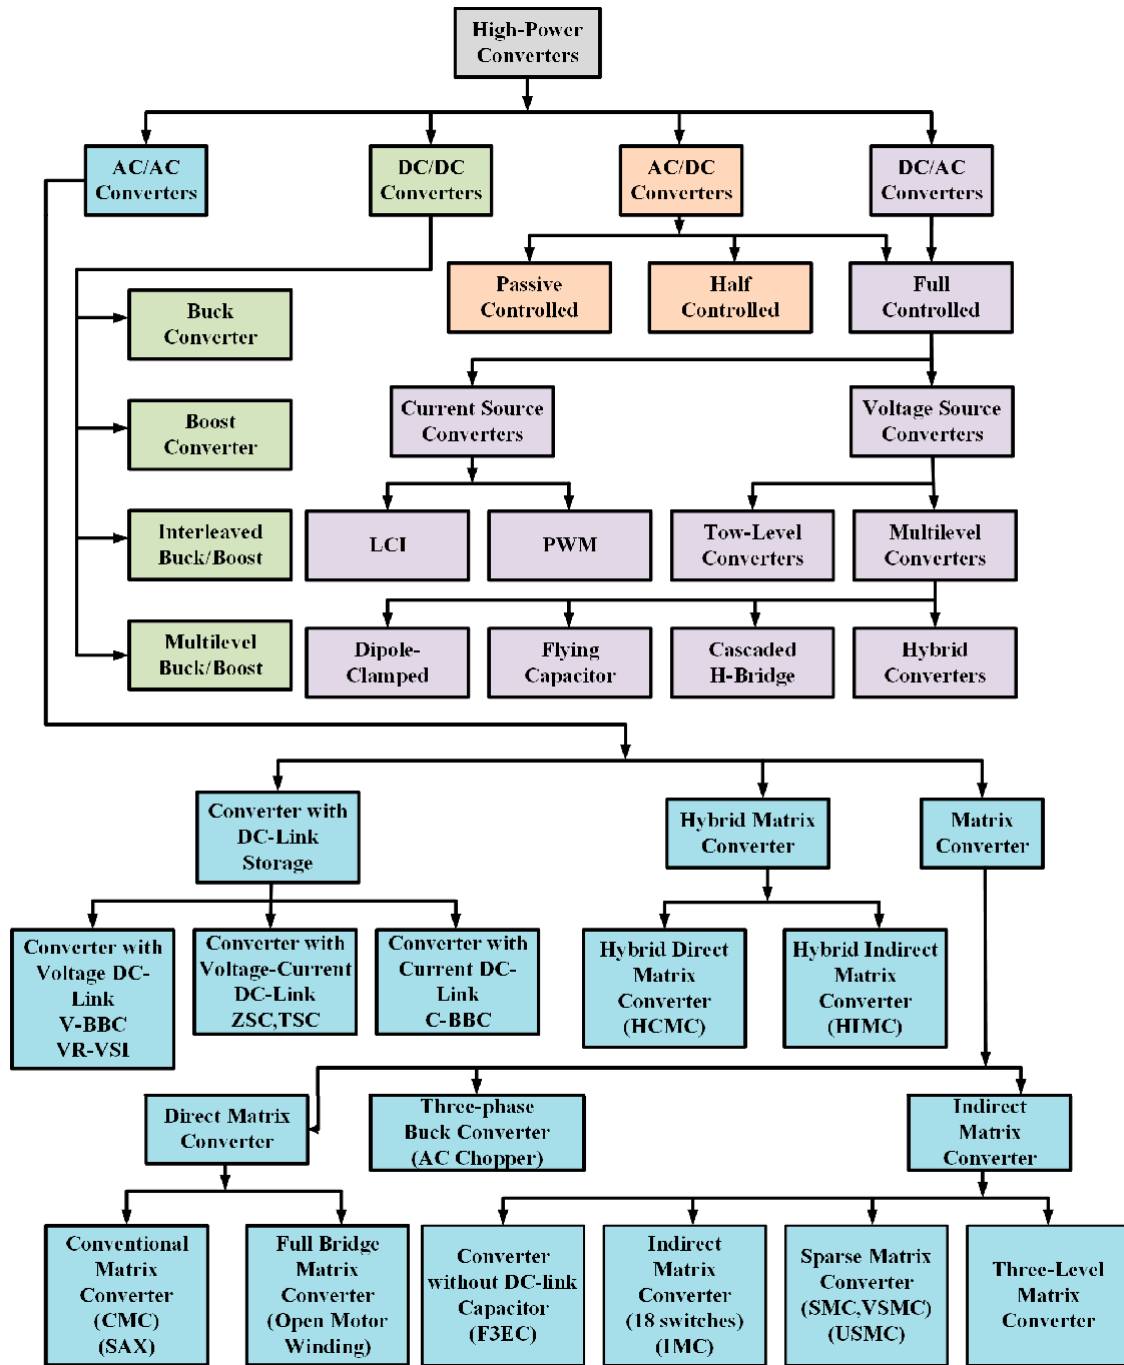 High-Power
Converters
AC/AC
Converters
DC/DC
Converters
AC/DC
Converters
DC/AC
Converters
Passive
Controlled
Half
Controlled
Full
Controlled
Buck
Converter
Boost
Converter
Interleaved
Buck/Boost
Multilevel
Buck/Boost
Current Source
Converters
Voltage Source
Converters
LCI
PWM
Tow-Level
Converters
Multilevel
Converters
Dipole-
Clamped
Flying
Capacitor
Cascaded
H-Bridge
Hybrid
Converters
Converter with
DC-Link
Storage
Hybrid Matrix
Converter
Matrix
Converter
Converter with
Voltage DC-
Link
V-BBC
VR-VSI
Converter with
Voltage-Current
DC-Link
ZSC,TSC
Converter with
Current DC-
Link
C-BBC
Hybrid Direct
Matrix
Converter
(HCMC)
Hybrid Indirect
Matrix
Converter
(HIMC)
Direct Matrix
Converter
Three-phase
Buck Converter
(AC Chopper)
Indirect
Matrix
Converter
Conventional
Matrix
Converter
(CMC)
(SAX)
Full Bridge
Matrix
Converter
(Open Motor
Winding)
Converter
without DC-link
Capacitor
(F3EC)
Indirect
Matrix
Converter
(18 switches)
(IMC)
Sparse Matrix
Converter
(SMC,VSMC)
(USMC)
Three-Level
Matrix
Converter